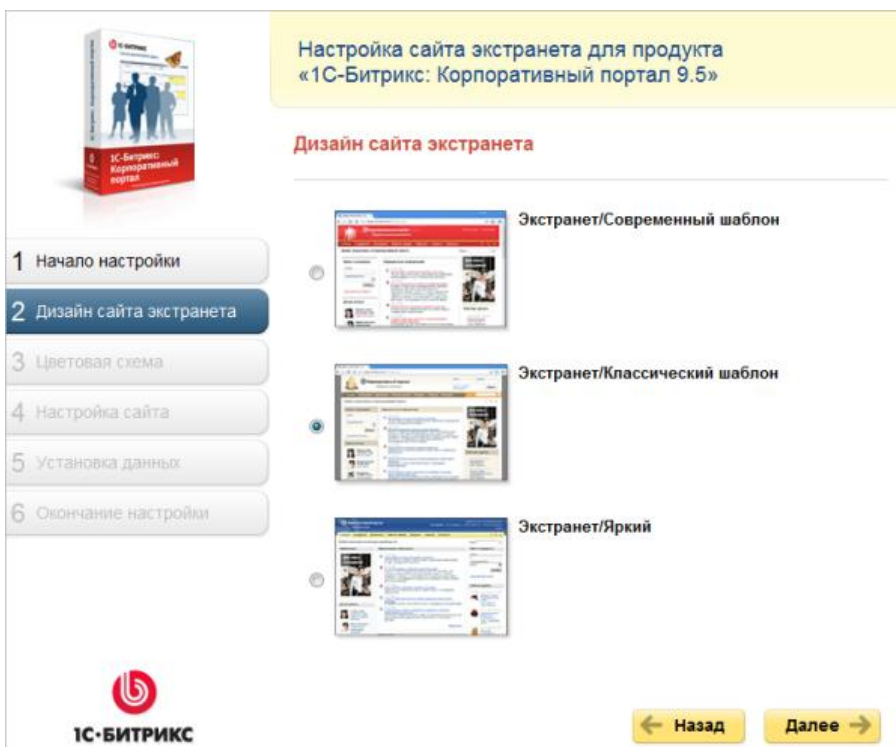 Настройка сайта экстранета для продукта
«1С-Битрикс: Корпоративный портал 9.5»
1С-БИТРИКС
1С-Битрикс:
Корпоративный
портал
Дизайн сайта экстранета
Экстранет/Современный шаблон
1 Начало настройки
2 Дизайн сайта экстранета
3 Цветовая схема
4 Настройка сайта
5 Установка данных
6 Окончание настройки
Экстранет/Классический шаблон
Экстранет/Яркий
1С·БИТРИКС
Назад
Далее